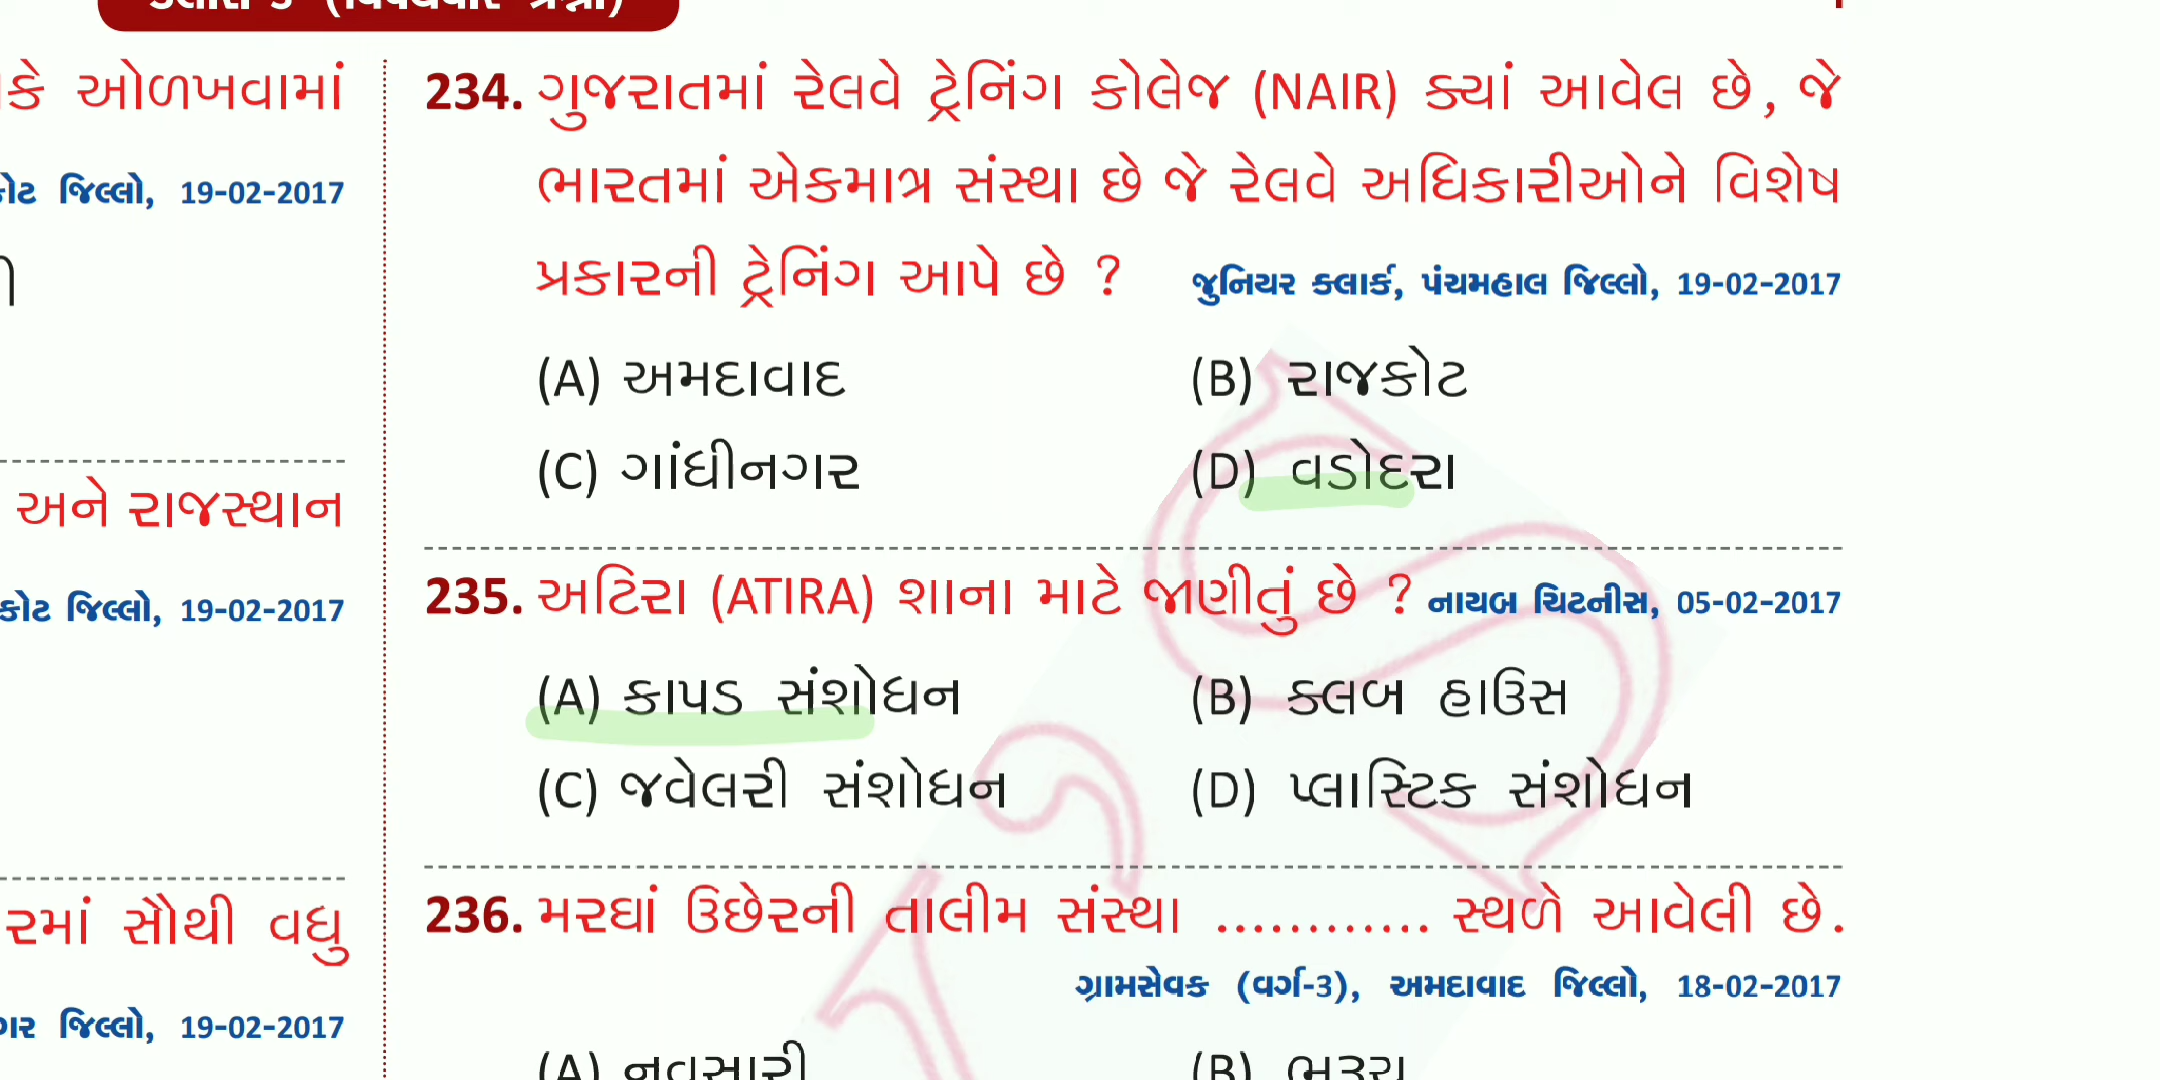 કે ઓળખવામાં
જિલ્લો, 19-02-2017
અને રાજસ્થાન
જિલ્લો, 19-02-2017
સૌથી વધુ
જિલ્લો, 19-02-2017
234. ગુજરાતમાં રેલવે ટ્રેનિંગ કોલેજ (NAIR) ક્યાં આવેલ છે, જે
ભારતમાં એકમાત્ર સંસ્થા છે જે રેલવે અધિકારીઓને વિશેષ
પ્રકારની ટ્રેનિંગ આપે છે ? જુનિયર ક્લાર્ક, પંચમહાલ જિલ્લો, 19-02-2017
(A) અમદાવાદ (B) રાજકોટ
(C) ગાંધીનગર (D) વડોદરા
235. અટિરા (ATIRA) શાના માટે જાણીતું છે ? નાયબ ચિટનીસ, 05-02-2017
(A) કાપડ સંશોધન (B) ક્લબ હાઉસ
(C) જવેલરી સંશોધન (D) પ્લાસ્ટિક સંશોધન
236. મરઘાં ઉછેરની તાલીમ સંસ્થા ............ સ્થળે આવેલી છે.
ગ્રામસેવક (વર્ગ-3), અમદાવાદ જિલ્લો, 18-02-2017
(A) નવસારી (B) ભરૂચ